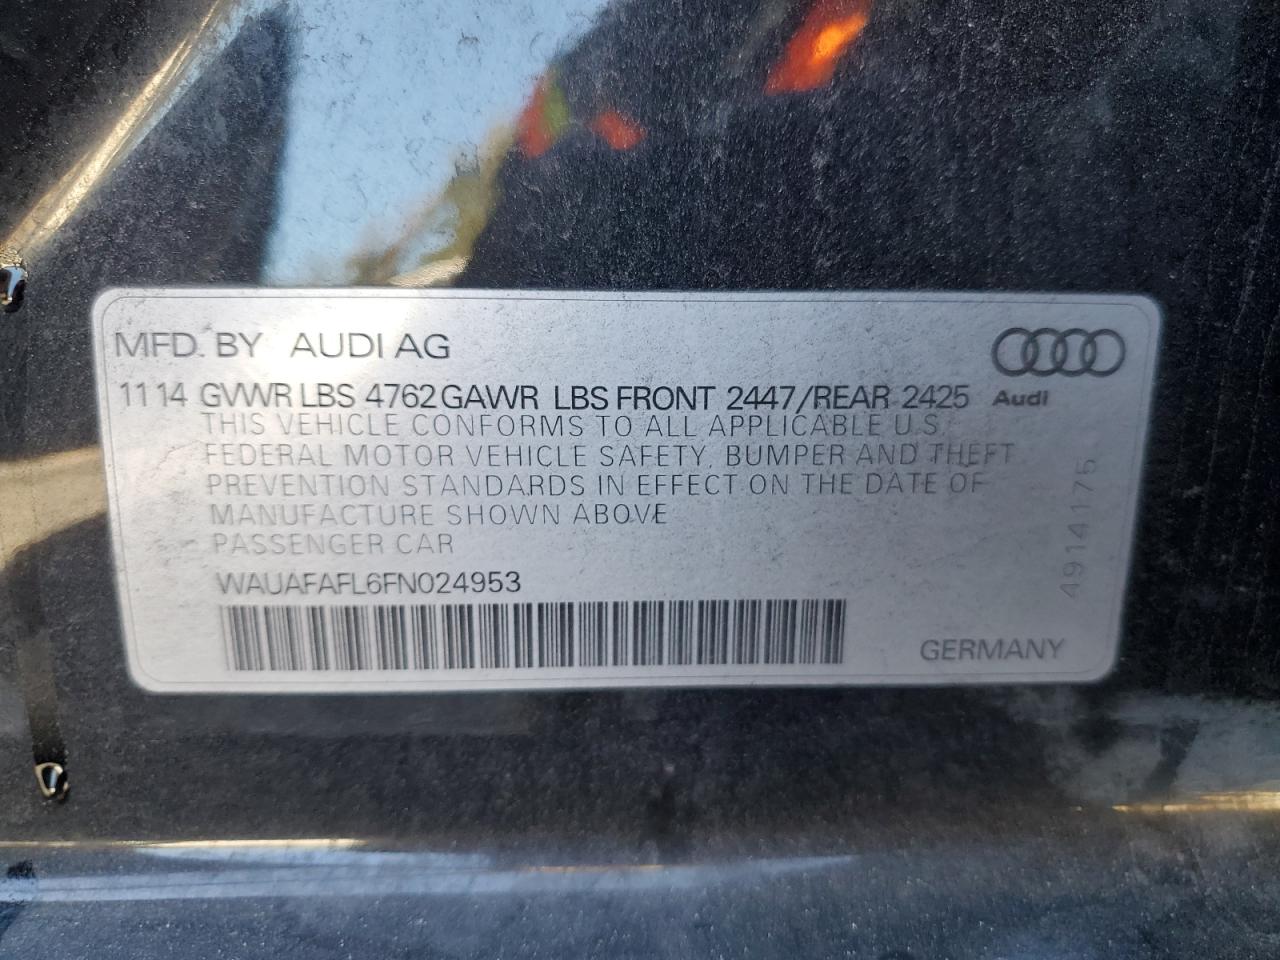 MFD. BY AUDI AG
11 14 GVWR LBS 4762 GAWR LBS FRONT 2447/REAR 2425
Audi
THIS VEHICLE CONFORMS TO ALL APPLICABLE U.S.
FEDERAL MOTOR VEHICLE SAFETY, BUMPER AND THEFT
PREVENTION STANDARDS IN EFFECT ON THE DATE OF
MANUFACTURE SHOWN ABOVE
PASSENGER CAR
WAUAFAFL6FN024953
GERMANY
4914175